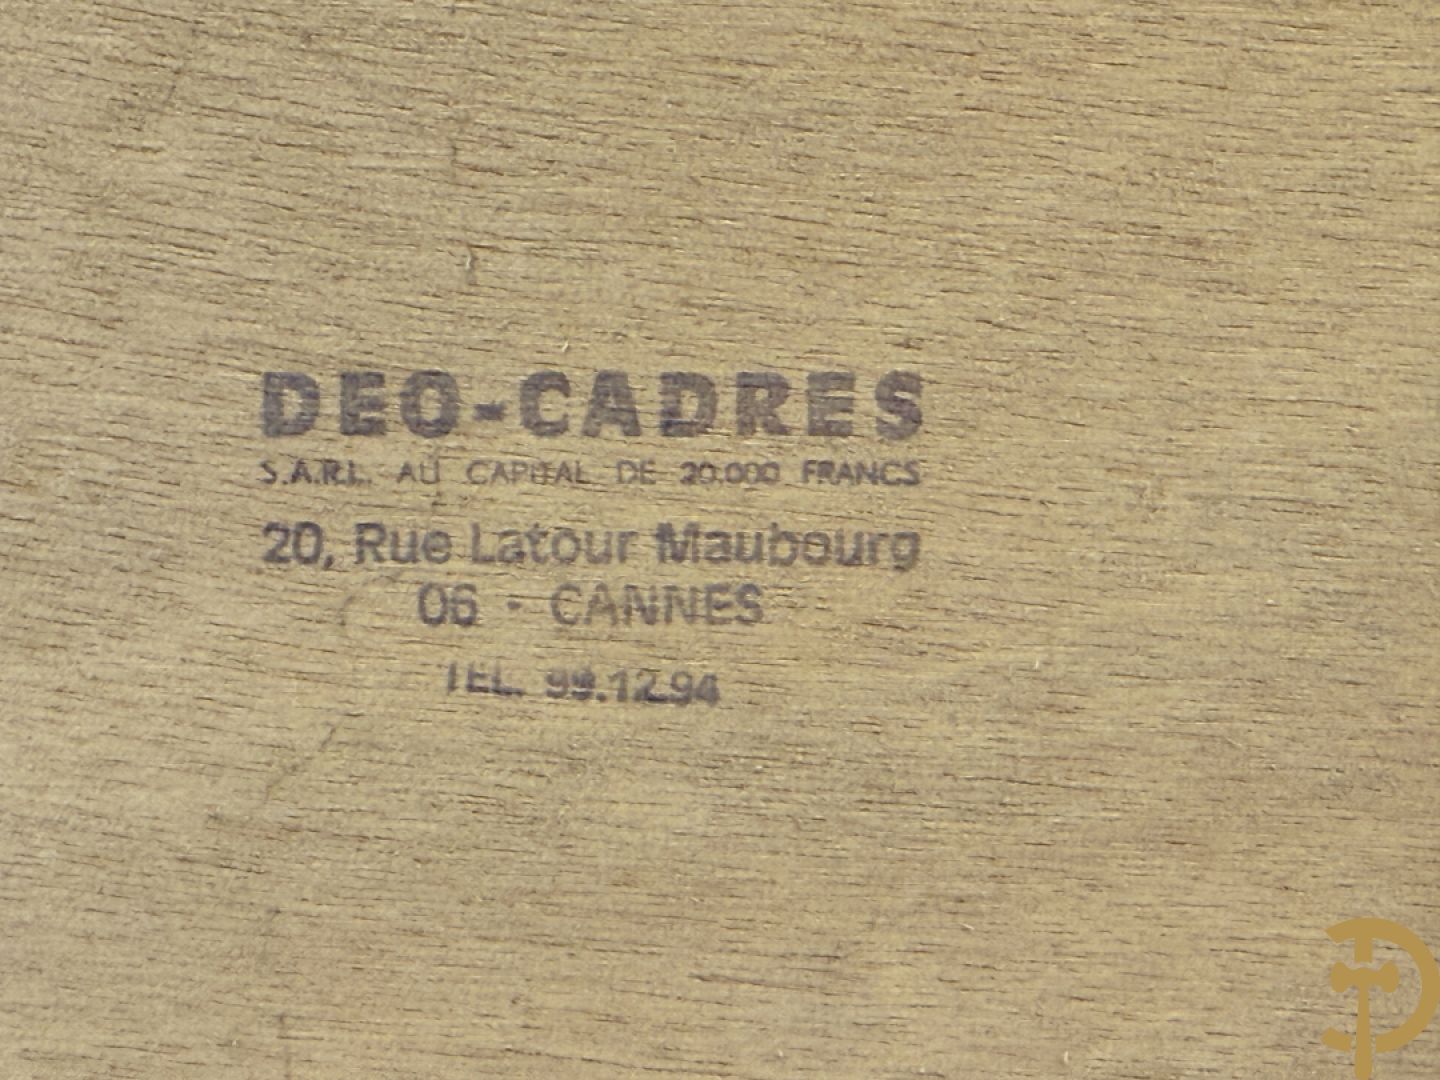 DEO-CADRES
S.A.R.L. AU CAPITAL DE 20.000 FRANCS
20, Rue Latour Maubourg
06 - CANNES
TEL. 99.12.94